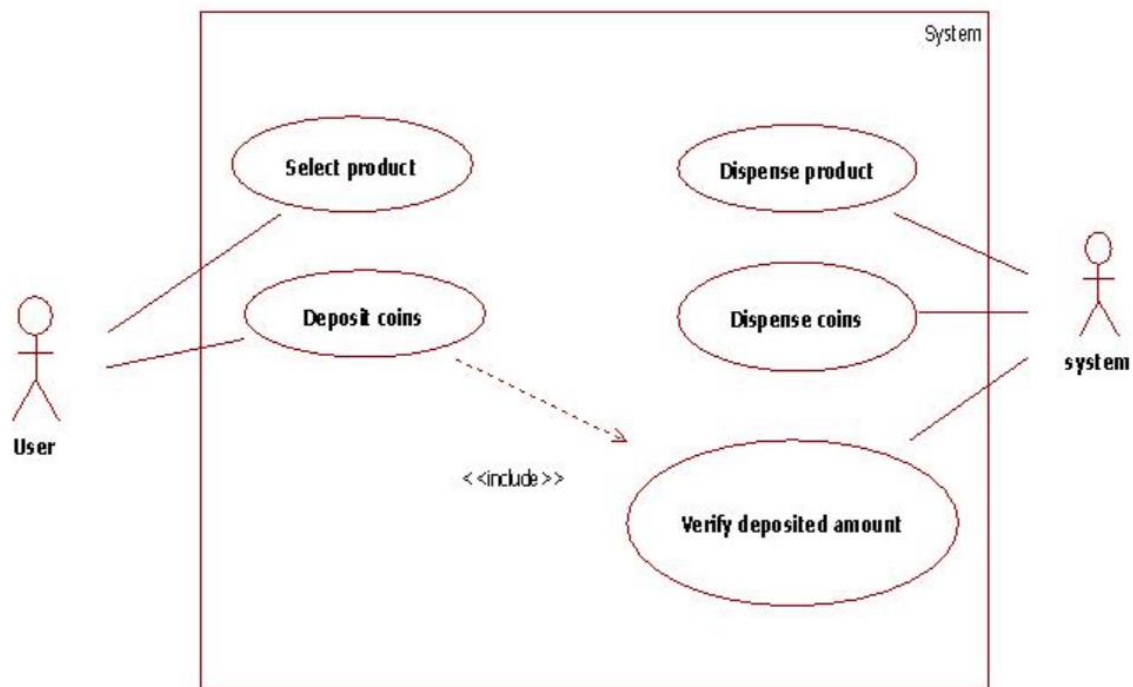 System
Select product
Dispense product
Deposit coins
Dispense coins
system
User
<<include>>
Verify deposited amount